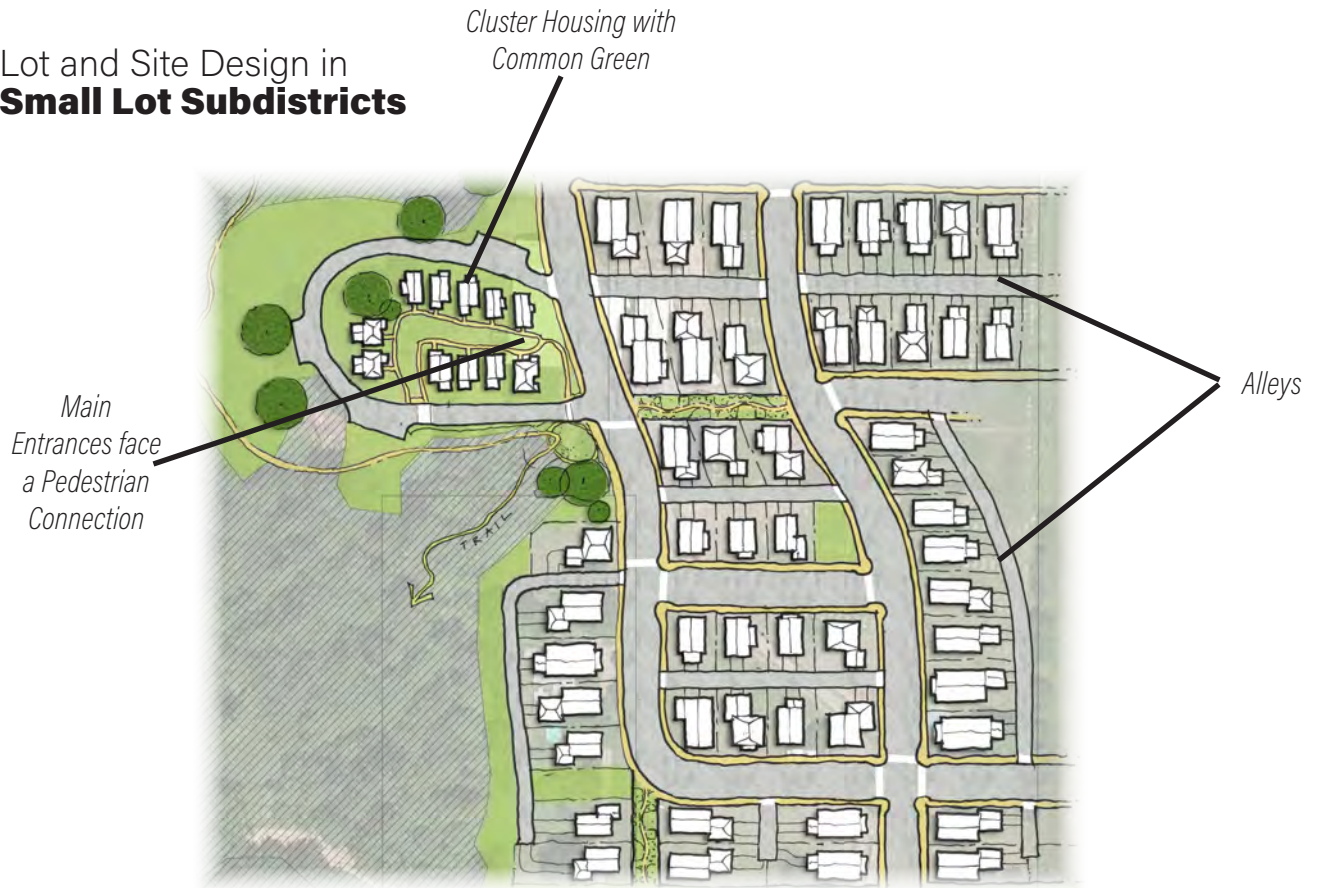 Lot and Site Design in
Small Lot Subdistricts
Cluster Housing with
Common Green
Main
Entrances face
a Pedestrian
Connection
Alleys
TRAIL